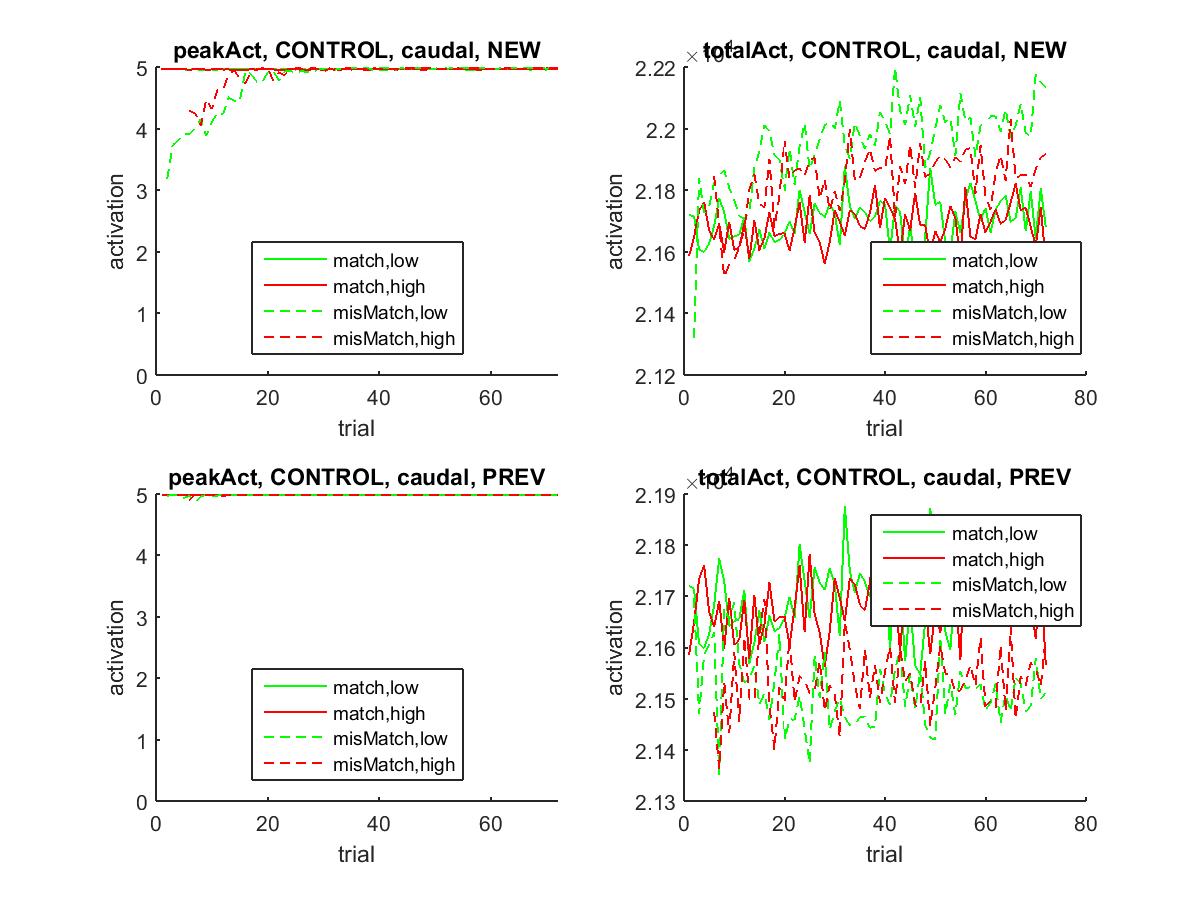 peakAct, CONTROL, caudal, NEW
5
4
3
2
1
0
activation
match,low
match,high
misMatch,low
misMatch,high
0 20 40 60
trial
totalAct, CONTROL, caudal, NEW
2.22
2.2
2.18
2.16
2.14
2.12
activation
match,low
match,high
misMatch,low
misMatch,high
0 20 40 60 80
trial
peakAct, CONTROL, caudal, PREV
5
4
3
2
1
0
activation
match,low
match,high
misMatch,low
misMatch,high
0 20 40 60
trial
totalAct, CONTROL, caudal, PREV
2.19
2.18
2.17
2.16
2.15
2.14
2.13
activation
match,low
match,high
misMatch,low
misMatch,high
0 20 40 60 80
trial